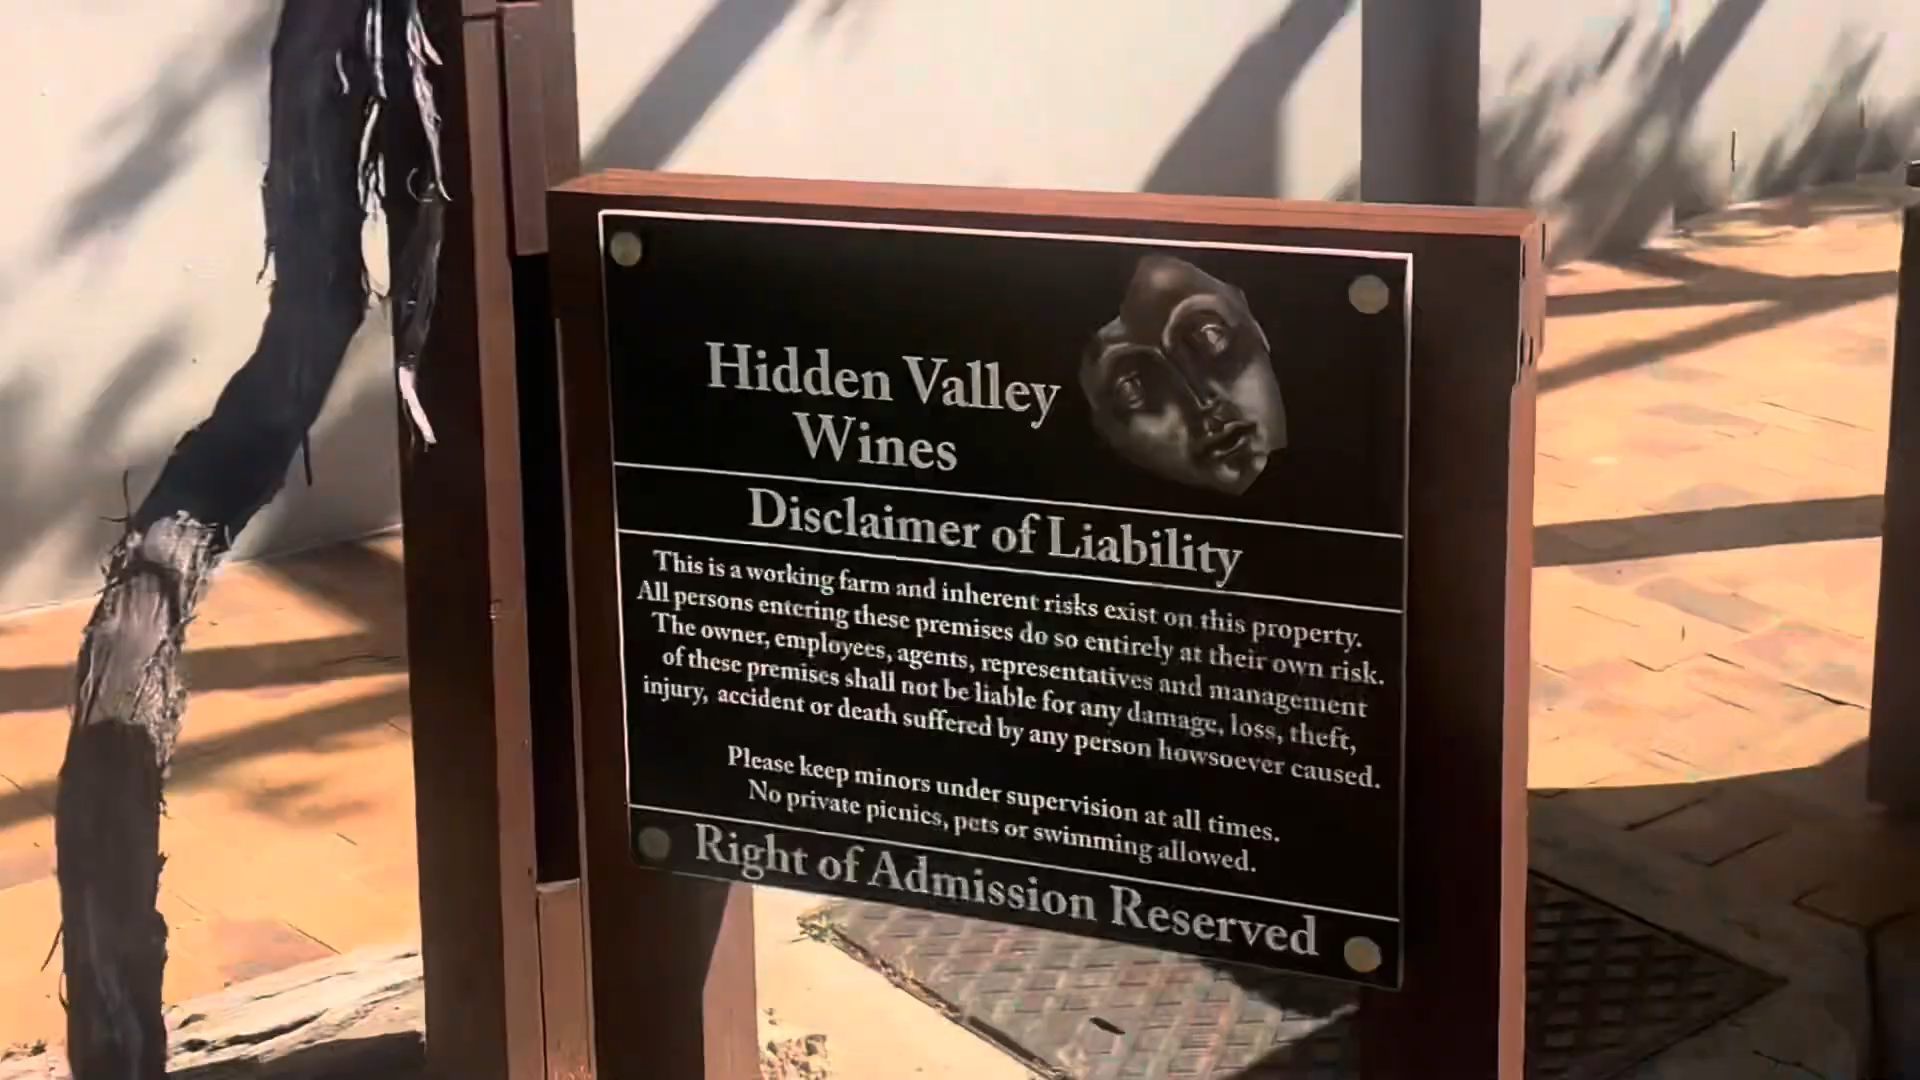 Hidden Valley
Wines
Disclaimer of Liability
This is a working farm and inherent risks exist on this property.
All persons entering these premises do so entirely at their own risk.
The owner, employees, agents, representatives and management
of these premises shall not be liable for any damage, loss, theft,
injury, accident or death suffered by any person howsoever caused.
Please keep minors under supervision at all times.
No private picnics, pets or swimming allowed.
Right of Admission Reserved